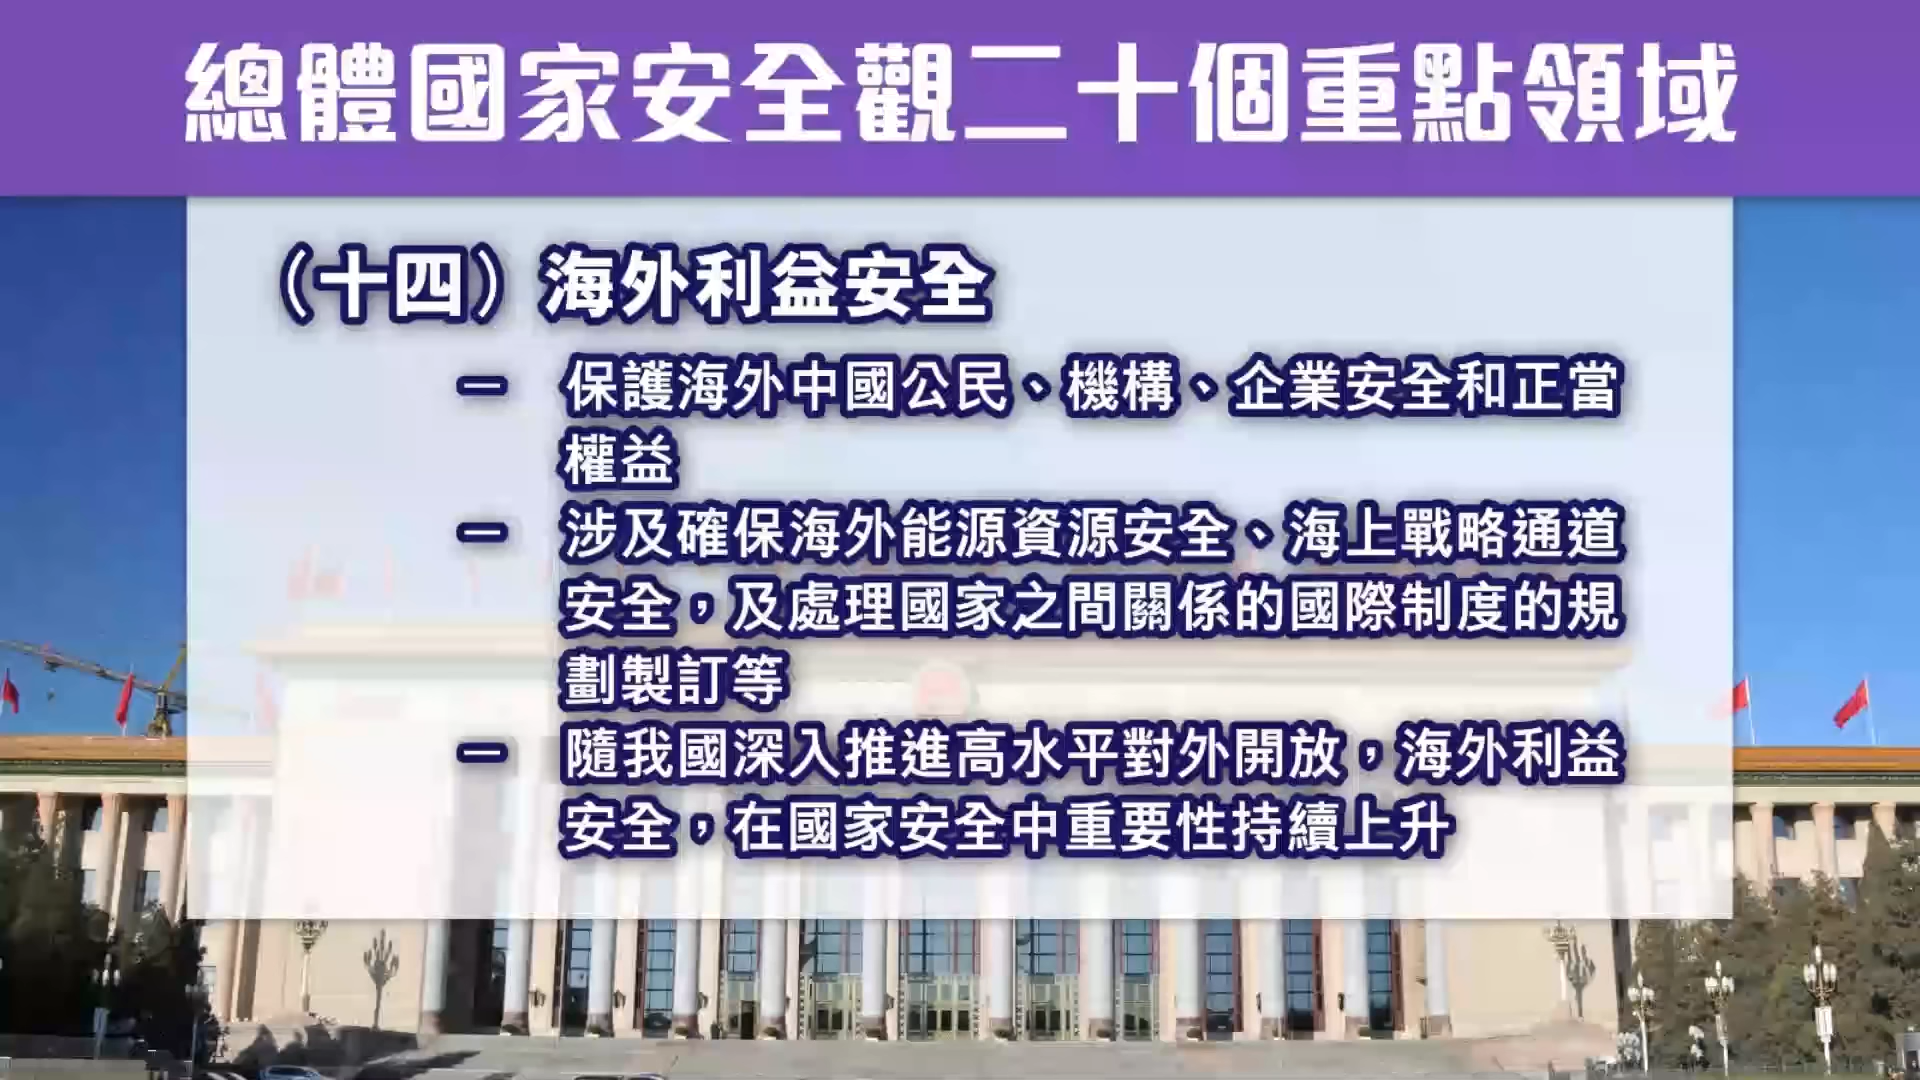 總體國家安全觀二十個重點領域
（十四）海外利益安全
－ 保護海外中國公民、機構、企業安全和正當
權益
－ 涉及確保海外能源資源安全、海上戰略通道
安全，及處理國家之間關係的國際制度的規
劃製訂等
－ 隨我國深入推進高水平對外開放，海外利益
安全，在國家安全中重要性持續上升